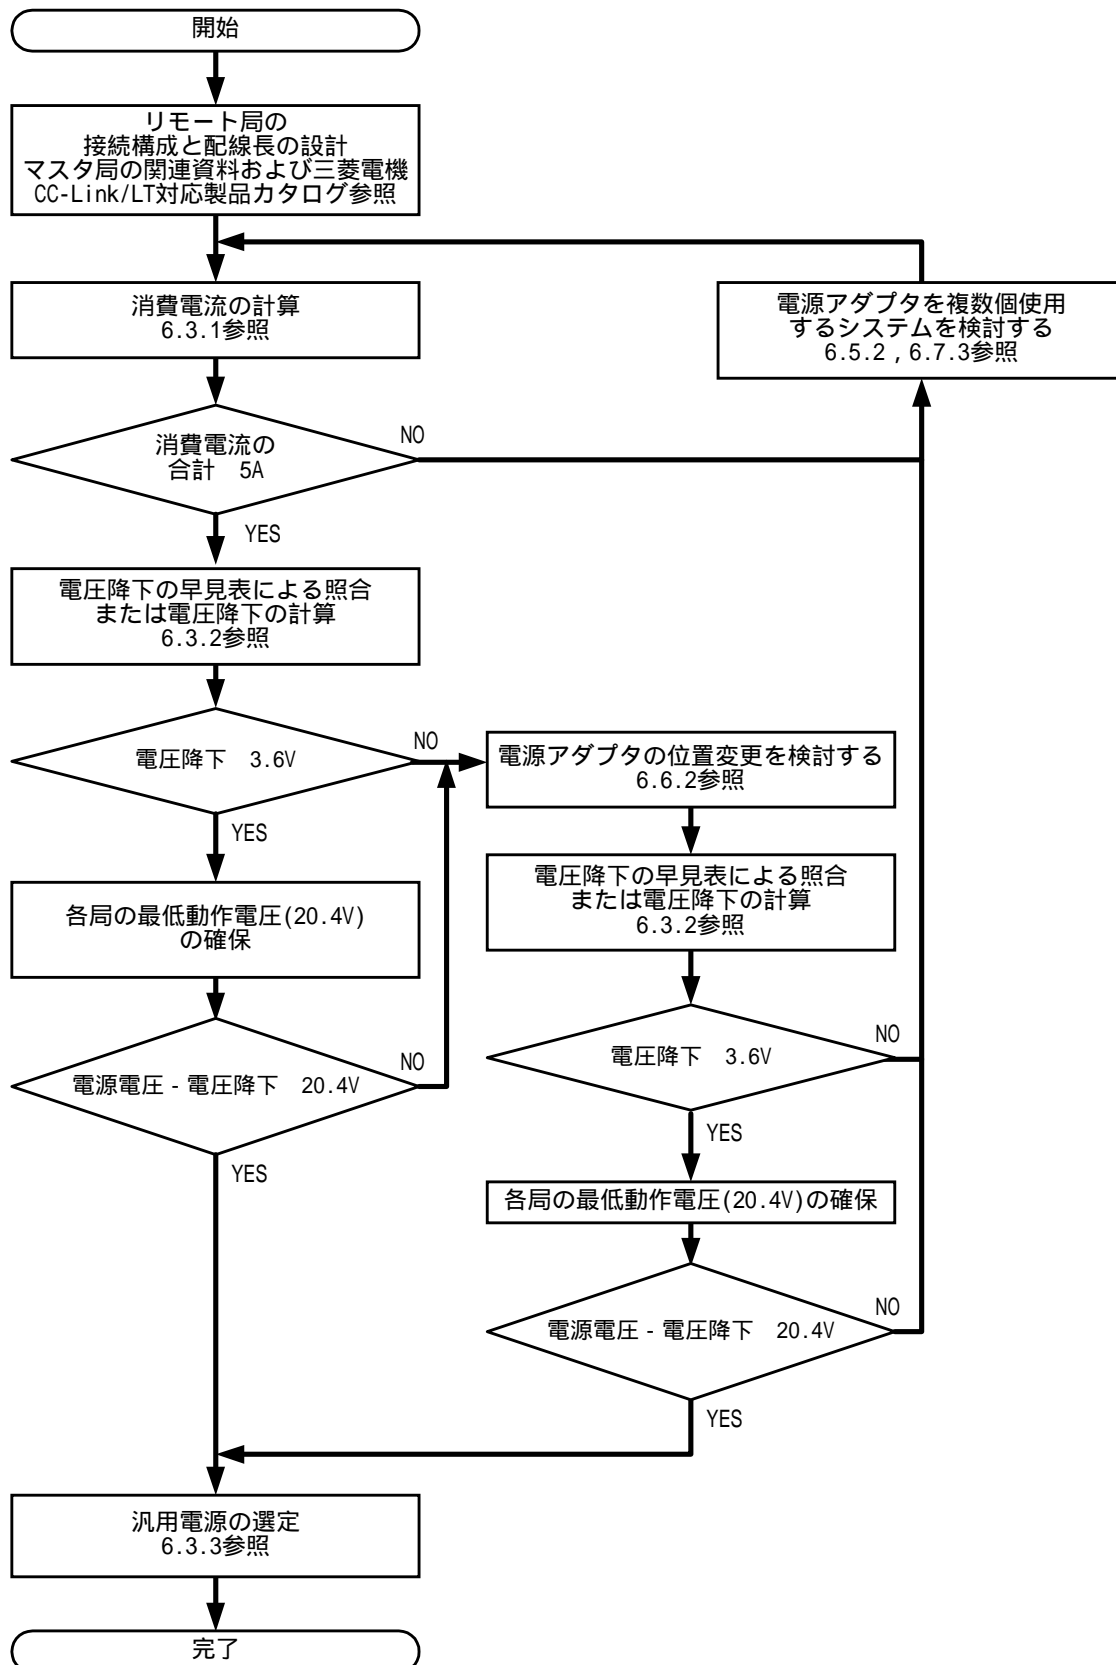 開始
リモート局の
接続構成と配線長の設計
マスタ局の関連資料および三菱電機
CC-Link/LT対応製品カタログ参照
消費電流の計算
6.3.1参照
電源アダプタを複数個使用
するシステムを検討する
6.5.2 , 6.7.3参照
消費電流の
合計 5A
NO
YES
電圧降下の早見表による照合
または電圧降下の計算
6.3.2参照
電圧降下 3.6V
NO
YES
電源アダプタの位置変更を検討する
6.6.2参照
各局の最低動作電圧(20.4V)
の確保
電圧降下の早見表による照合
または電圧降下の計算
6.3.2参照
電源電圧 - 電圧降下 20.4V
NO
YES
電圧降下 3.6V
NO
YES
各局の最低動作電圧(20.4V)の確保
電源電圧 - 電圧降下 20.4V
NO
YES
汎用電源の選定
6.3.3参照
完了